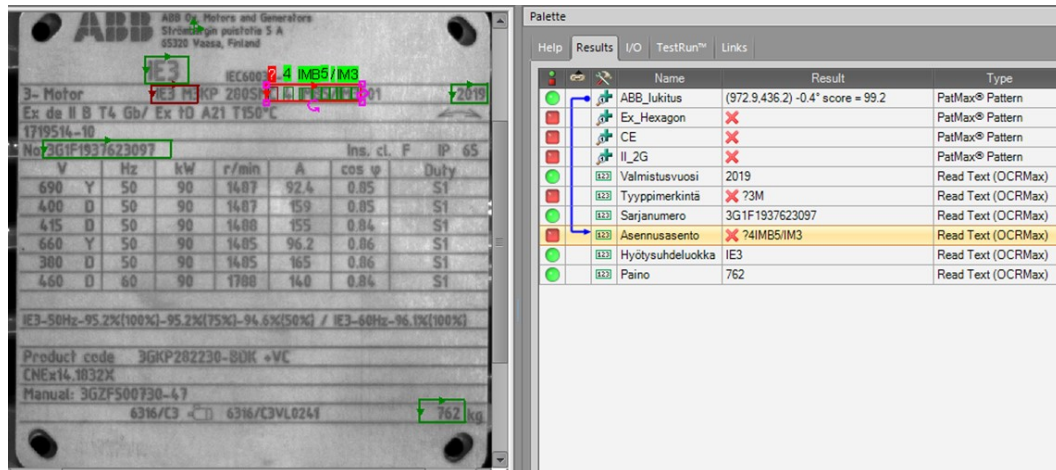 ABB
ABB Oy, Motors and Generators
Strömbergin puistotie 5 A
65320 Vaasa, Finland
IE3
IEC6003
? 4 IMB5/IM3
3~ Motor IE3 M3KP 280SM 2019
Ex de II B T4 Gb/ Ex tD A21 T150°C
1719514-10
No. 3G1F1937623097 Ins. cl. F IP 65
V Hz kW r/min A cos φ Duty
690 Y 50 90 1487 92.4 0.85 S1
400 D 50 90 1487 159 0.85 S1
415 D 50 90 1488 155 0.84 S1
660 Y 50 90 1485 96.2 0.86 S1
380 D 50 90 1485 165 0.86 S1
460 D 60 90 1788 140 0.84 S1
IE3-50Hz-95.2%(100%)-95.2%(75%)-94.6%(50%) / IE3-60Hz-96.1%(100%)
Product code 3GKP282230-BDK +VC
CNEx14.1832X
Manual: 3GZF500730-47
6316/C3 6316/C3VL0241 762 kg
Palette
Help Results I/O TestRun™ Links
Name Result Type
ABB_lukitus (972.9,436.2) -0.4° score = 99.2 PatMax® Pattern
Ex_Hexagon PatMax® Pattern
CE PatMax® Pattern
II_2G PatMax® Pattern
Valmistusvuosi 2019 Read Text (OCRMax)
Tyyppimerkintä ?3M Read Text (OCRMax)
Sarjanumero 3G1F1937623097 Read Text (OCRMax)
Asennusasento ?4IMB5/IM3 Read Text (OCRMax)
Hyötysuhdeluokka IE3 Read Text (OCRMax)
Paino 762 Read Text (OCRMax)